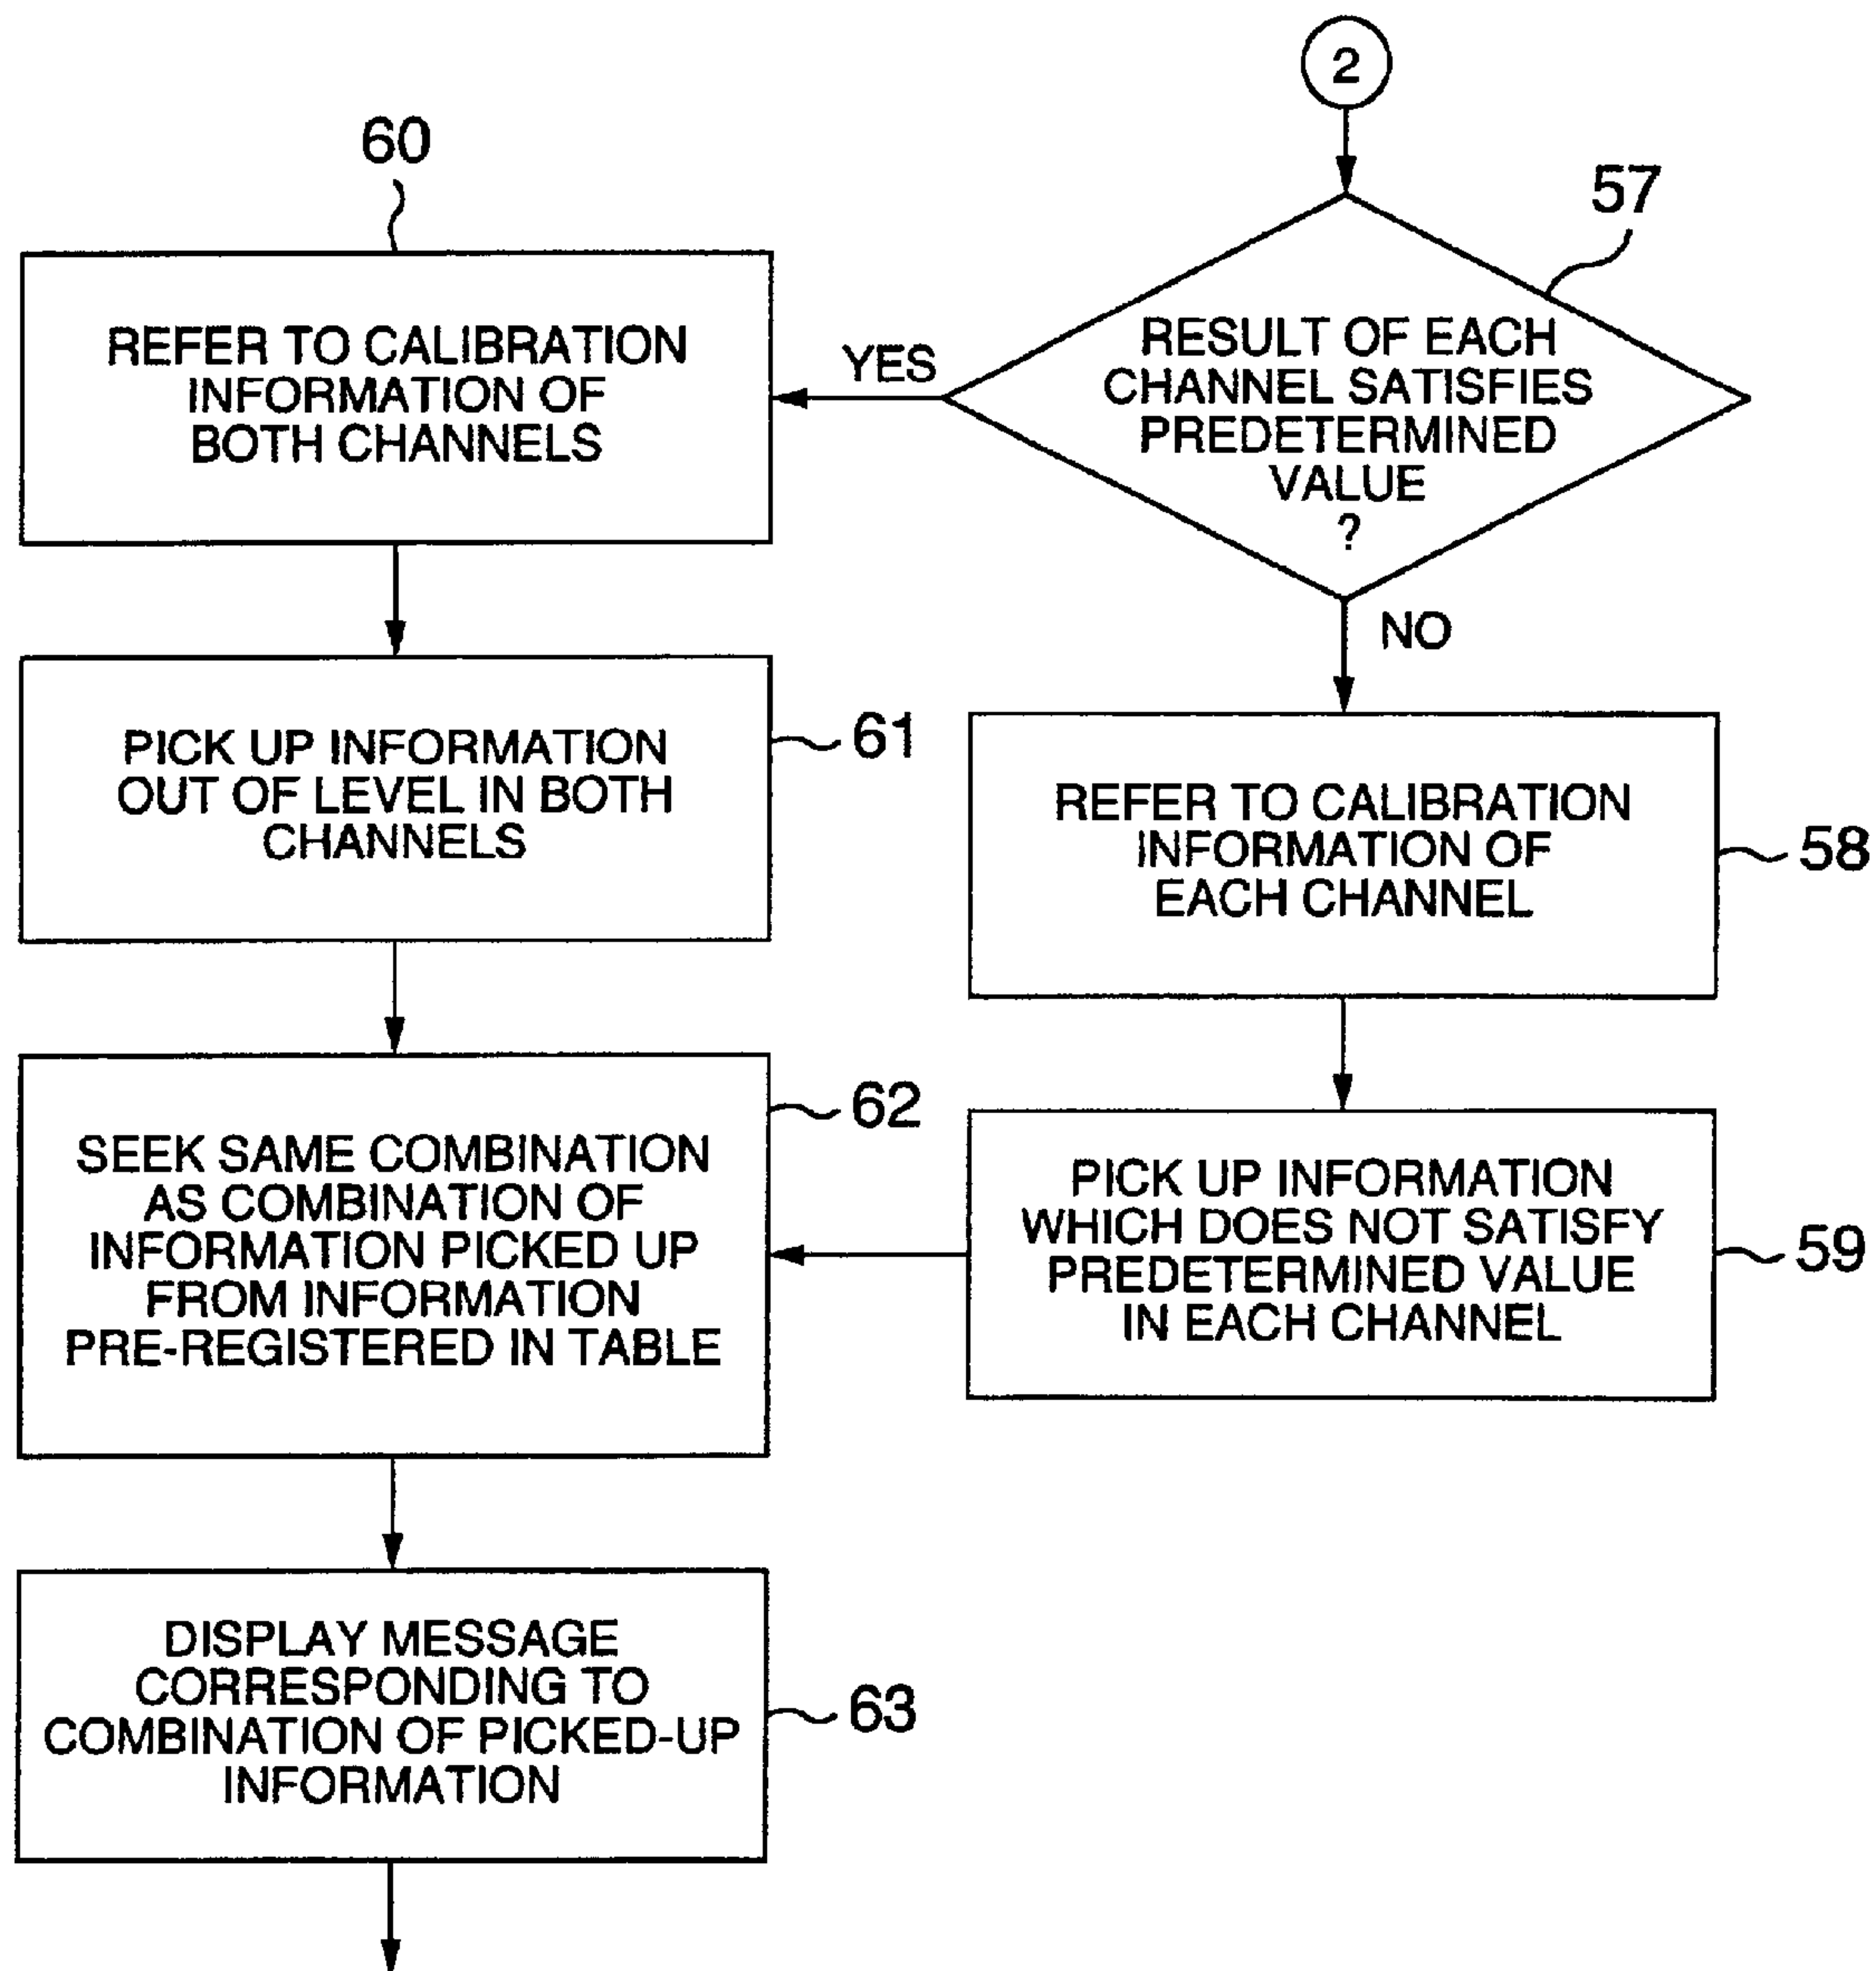 2
57
RESULT OF EACH
CHANNEL SATISFIES
PREDETERMINED
VALUE
?
YES
NO
60
REFER TO CALIBRATION
INFORMATION OF
BOTH CHANNELS
PICK UP INFORMATION
OUT OF LEVEL IN BOTH
CHANNELS
61
REFER TO CALIBRATION
INFORMATION OF
EACH CHANNEL
58
PICK UP INFORMATION
WHICH DOES NOT SATISFY
PREDETERMINED VALUE
IN EACH CHANNEL
59
SEEK SAME COMBINATION
AS COMBINATION OF
INFORMATION PICKED UP
FROM INFORMATION
PRE-REGISTERED IN TABLE
62
DISPLAY MESSAGE
CORRESPONDING TO
COMBINATION OF PICKED-UP
INFORMATION
63